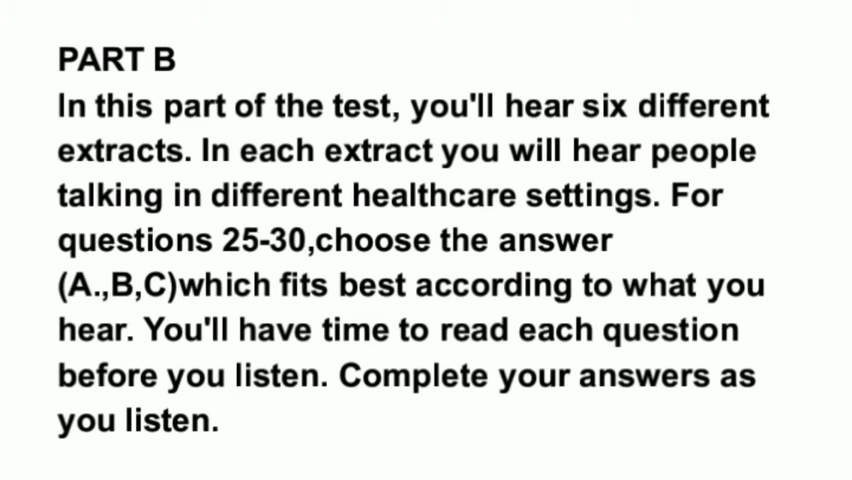 PART B
In this part of the test, you'll hear six different
extracts. In each extract you will hear people
talking in different healthcare settings. For
questions 25-30,choose the answer
(A.,B,C)which fits best according to what you
hear. You'll have time to read each question
before you listen. Complete your answers as
you listen.